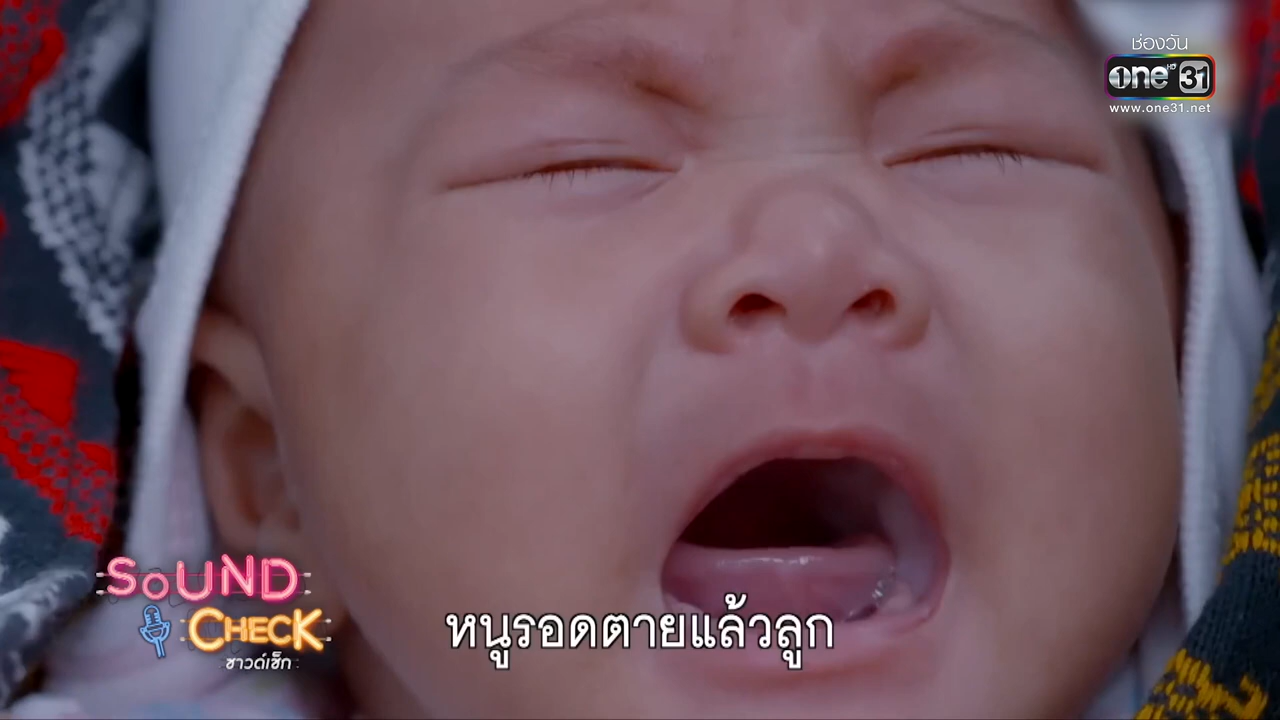 ช่องวัน
one HD 31
www.one31.net
SOUND
CHECK
ซาวด์เช็ก
หนูรอดตายแล้วลูก